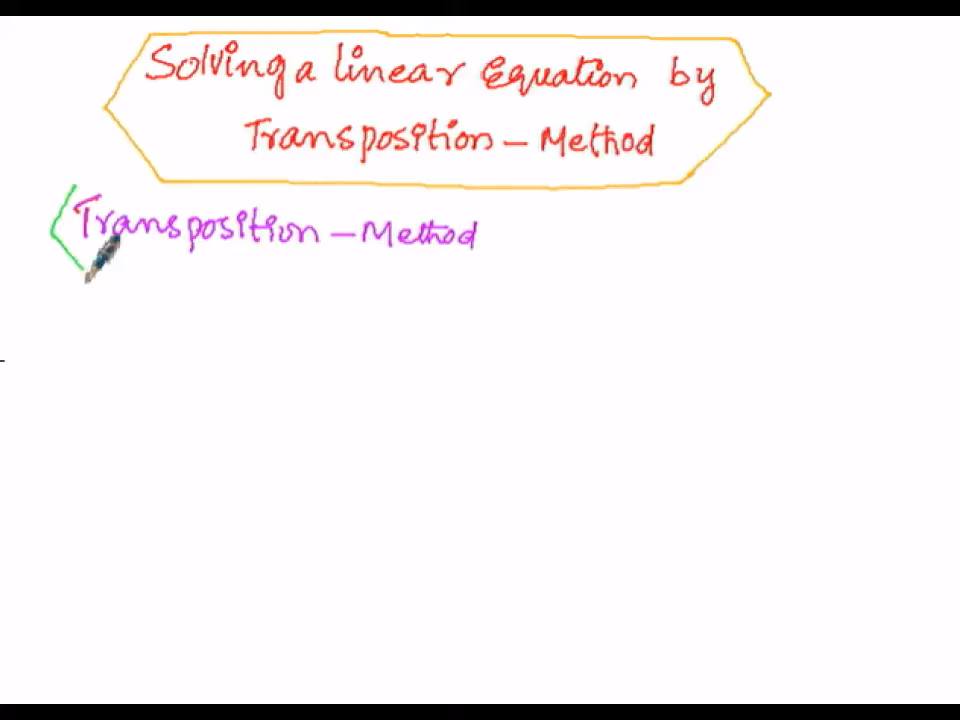 Solving a linear Equation by
Transposition - Method
Transposition - Method